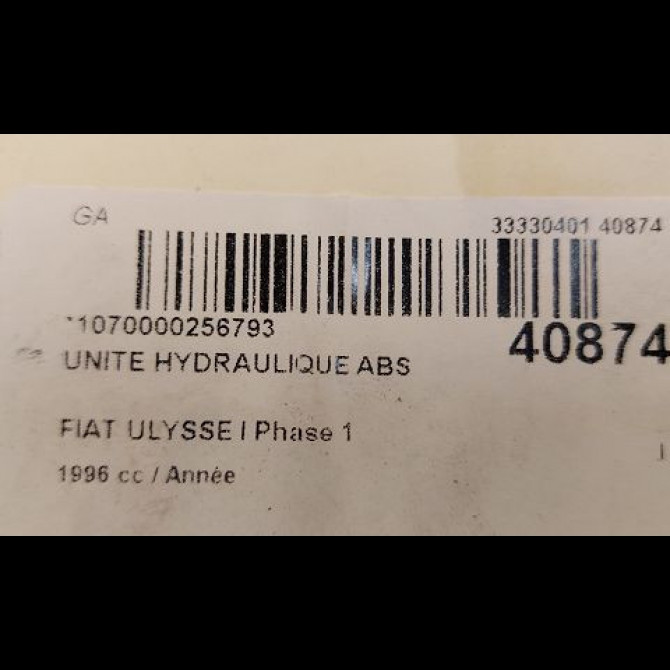 GA
33330401 40874
*1070000256793
40874
UNITE HYDRAULIQUE ABS
FIAT ULYSSE I Phase 1
1996 cc / Année